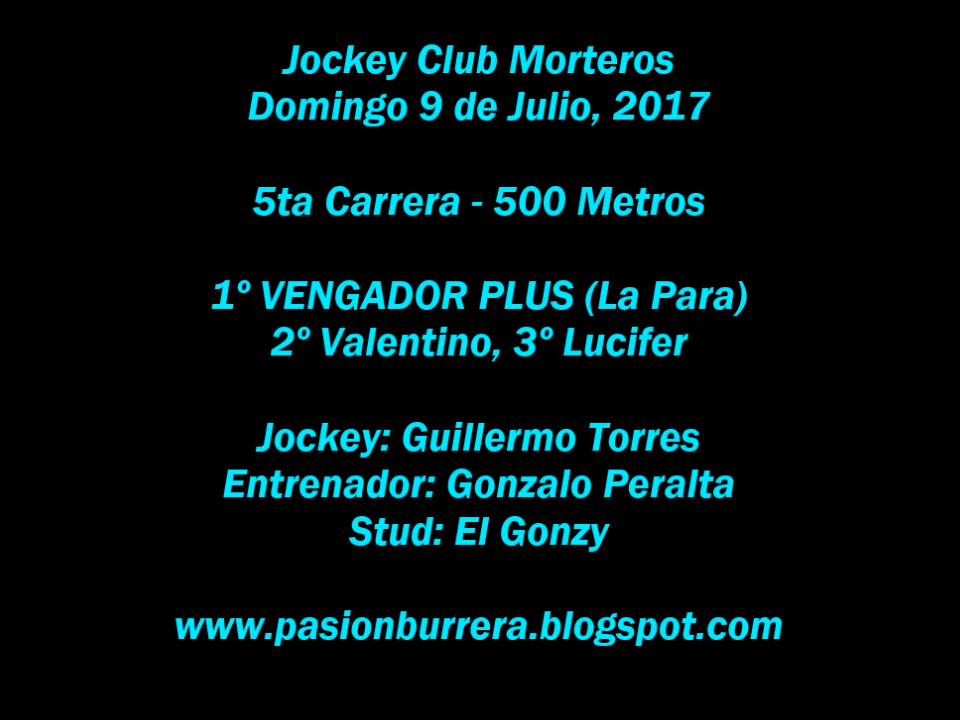 Jockey Club Morteros
Domingo 9 de Julio, 2017
5ta Carrera - 500 Metros
1º VENGADOR PLUS (La Para)
2º Valentino, 3º Lucifer
Jockey: Guillermo Torres
Entrenador: Gonzalo Peralta
Stud: El Gonzy
www.pasionburrera.blogspot.com